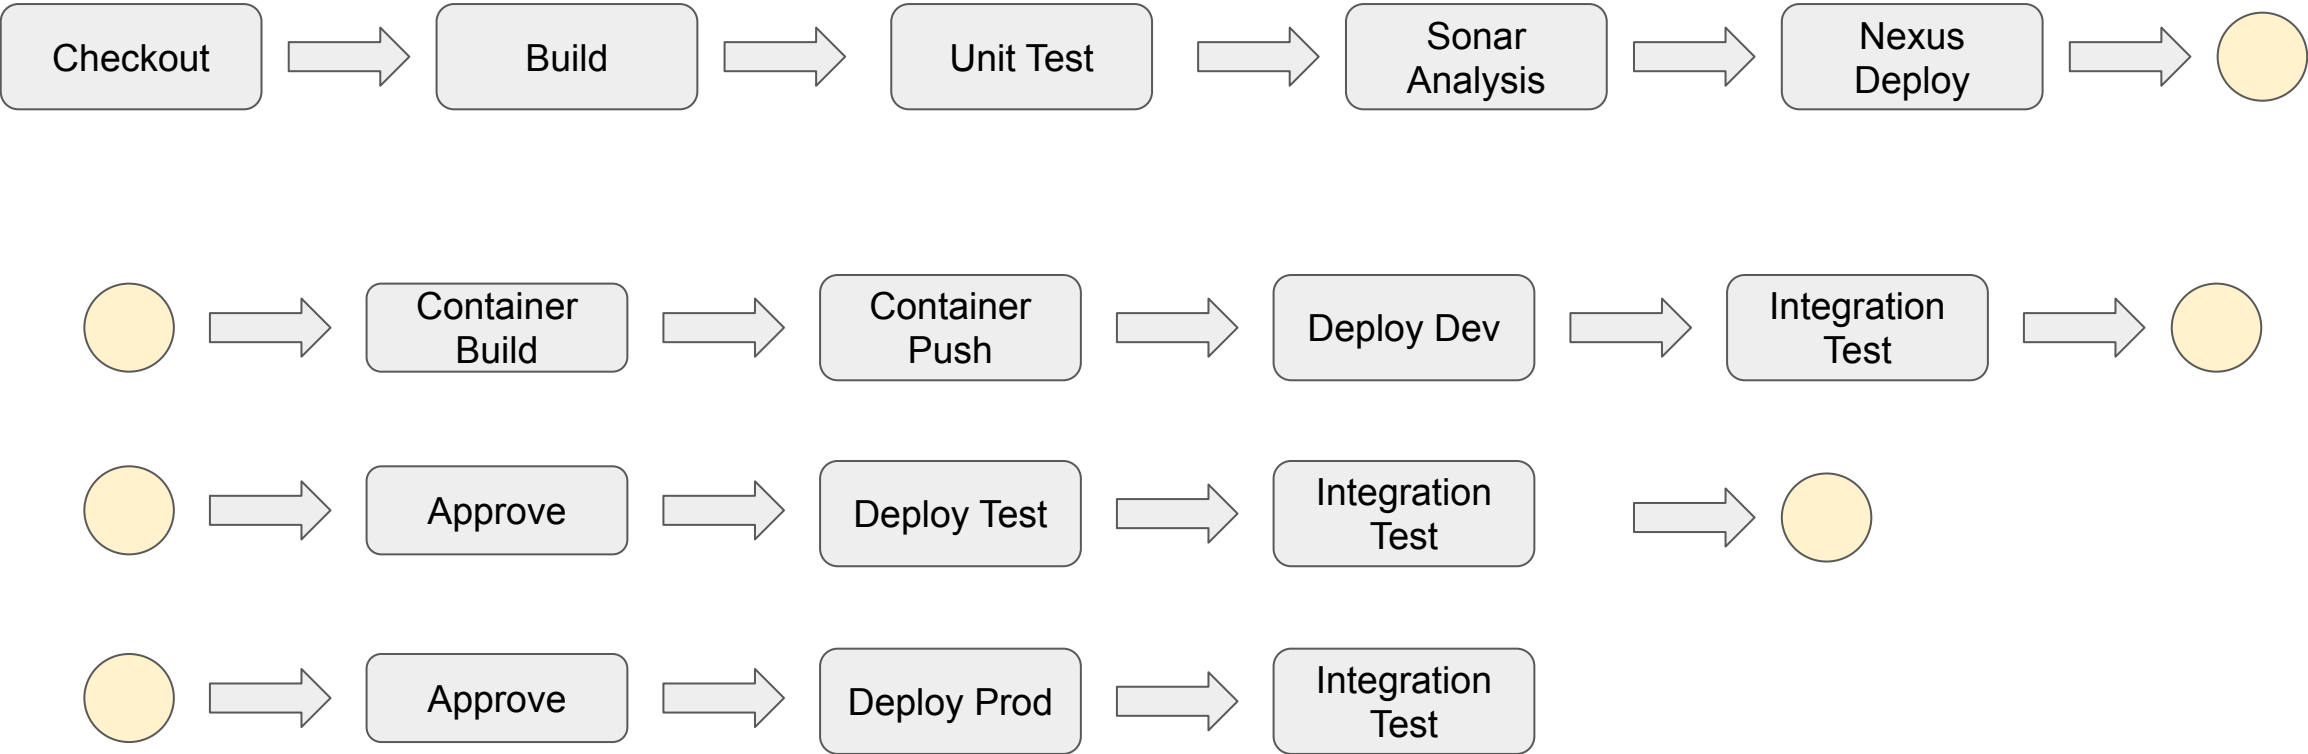 Checkout
Build
Unit Test
Sonar
Analysis
Nexus
Deploy
Container
Build
Container
Push
Deploy Dev
Integration
Test
Approve
Deploy Test
Integration
Test
Approve
Deploy Prod
Integration
Test